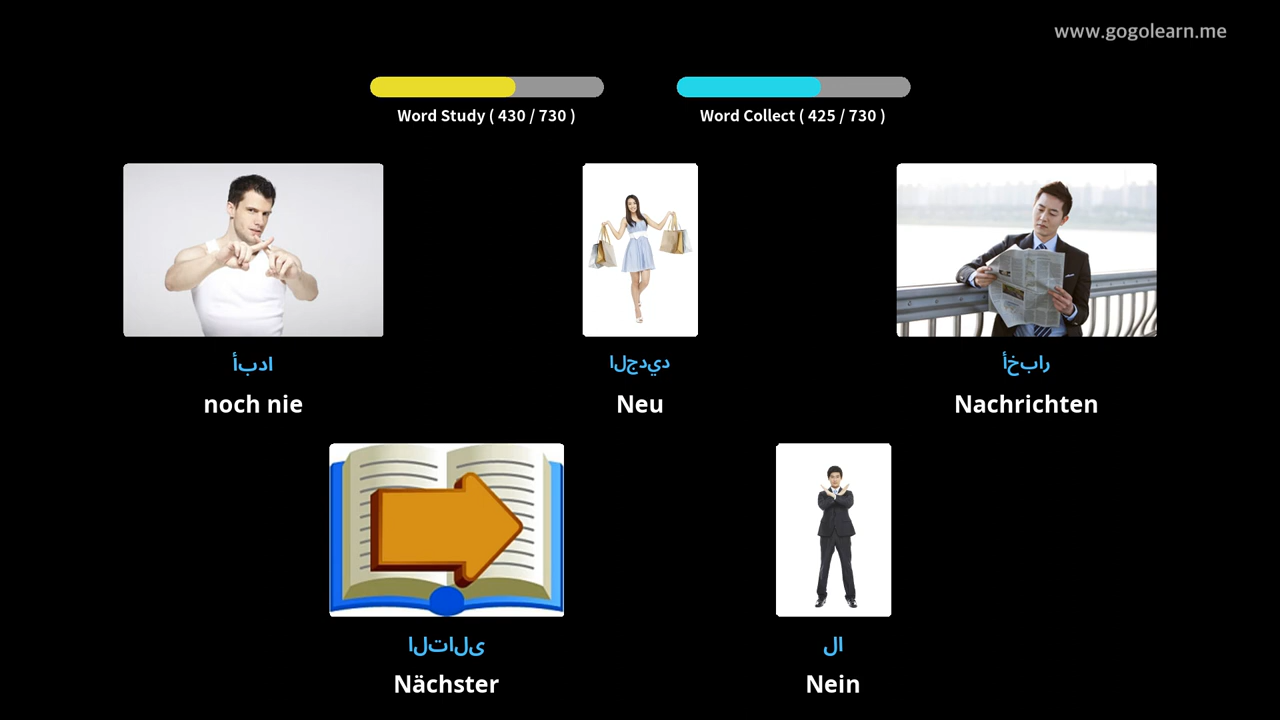 www.gogolearn.me
Word Study ( 430 / 730 )
Word Collect ( 425 / 730 )
أبدا
noch nie
الجديد
Neu
أخبار
Nachrichten
التالى
Nächster
لا
Nein